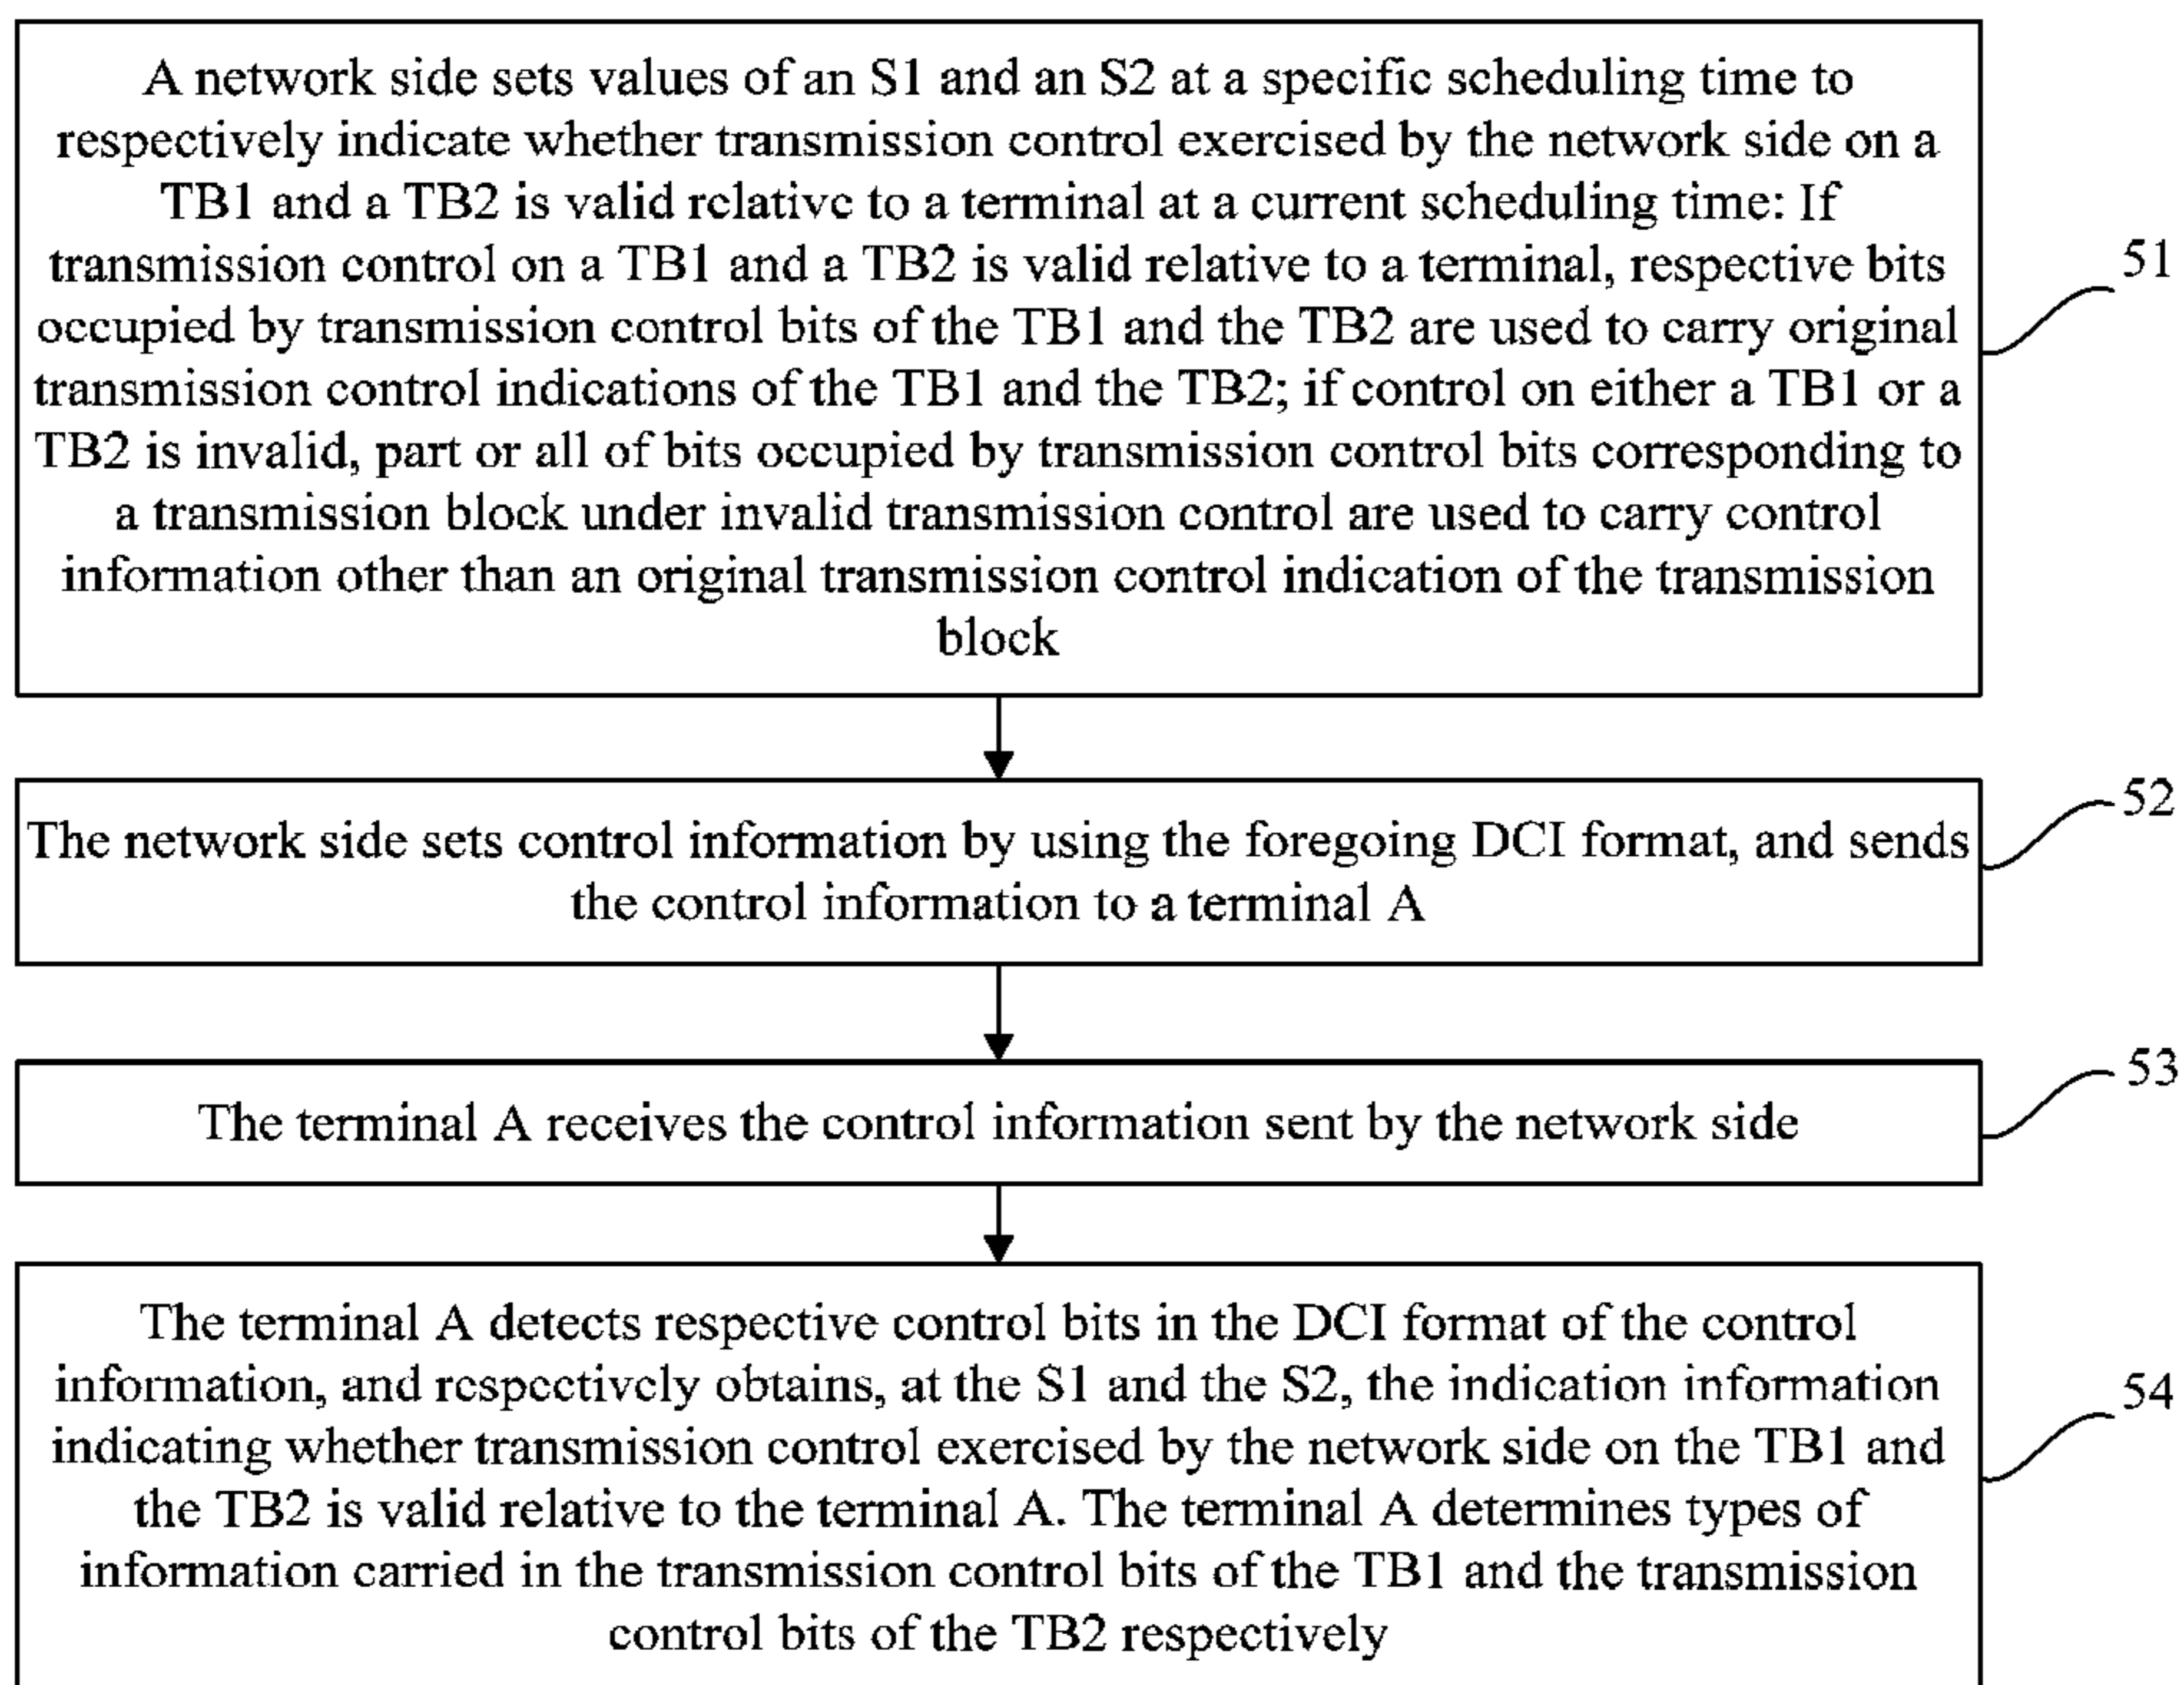 A network side sets values of an S1 and an S2 at a specific scheduling time to
respectively indicate whether transmission control exercised by the network side on a
TB1 and a TB2 is valid relative to a terminal at a current scheduling time: If
transmission control on a TB1 and a TB2 is valid relative to a terminal, respective bits
occupied by transmission control bits of the TB1 and the TB2 are used to carry original
transmission control indications of the TB1 and the TB2; if control on either a TB1 or a
TB2 is invalid, part or all of bits occupied by transmission control bits corresponding to
a transmission block under invalid transmission control are used to carry control
information other than an original transmission control indication of the transmission
block
51
The network side sets control information by using the foregoing DCI format, and sends
the control information to a terminal A
52
The terminal A receives the control information sent by the network side
53
The terminal A detects respective control bits in the DCI format of the control
information, and respectively obtains, at the S1 and the S2, the indication information
indicating whether transmission control exercised by the network side on the TB1 and
the TB2 is valid relative to the terminal A. The terminal A determines types of
information carried in the transmission control bits of the TB1 and the transmission
control bits of the TB2 respectively
54